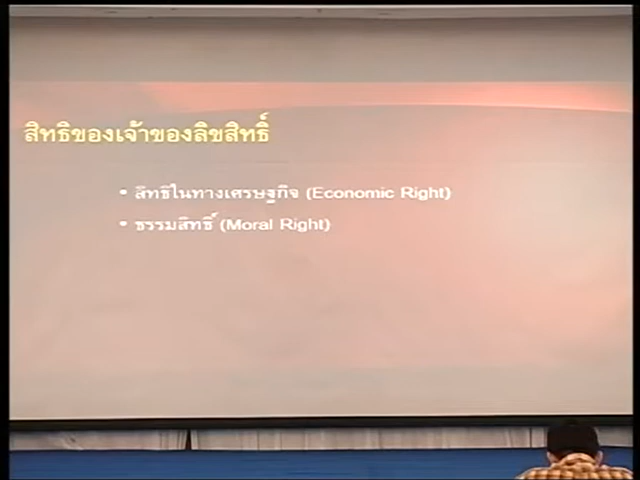 สิทธิของเจ้าของลิขสิทธิ์
• สิทธิในทางเศรษฐกิจ (Economic Right)
• ธรรมสิทธิ์ (Moral Right)